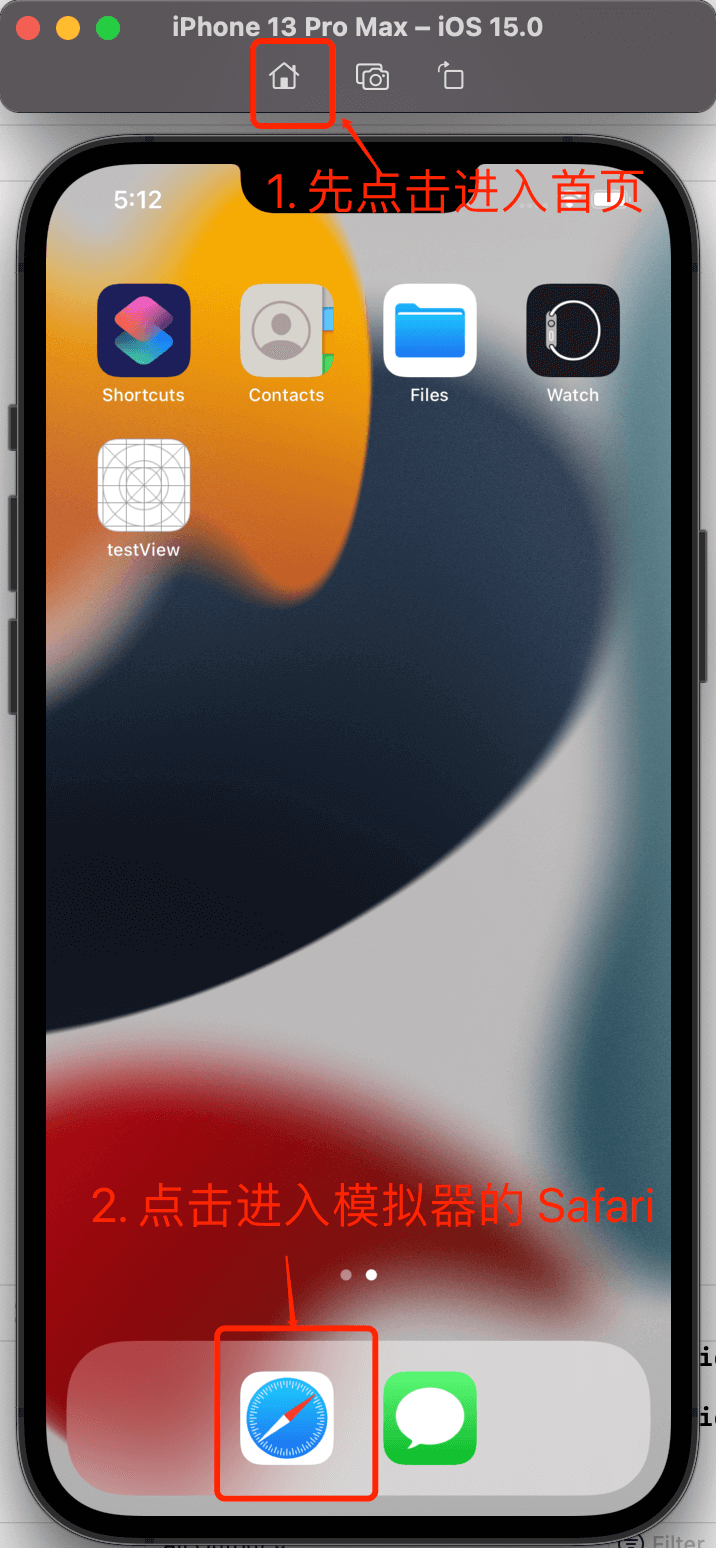 iPhone 13 Pro Max – iOS 15.0
1. 先点击进入首页
5:12
Shortcuts
Contacts
Files
Watch
testView
2. 点击进入模拟器的 Safari
Filter